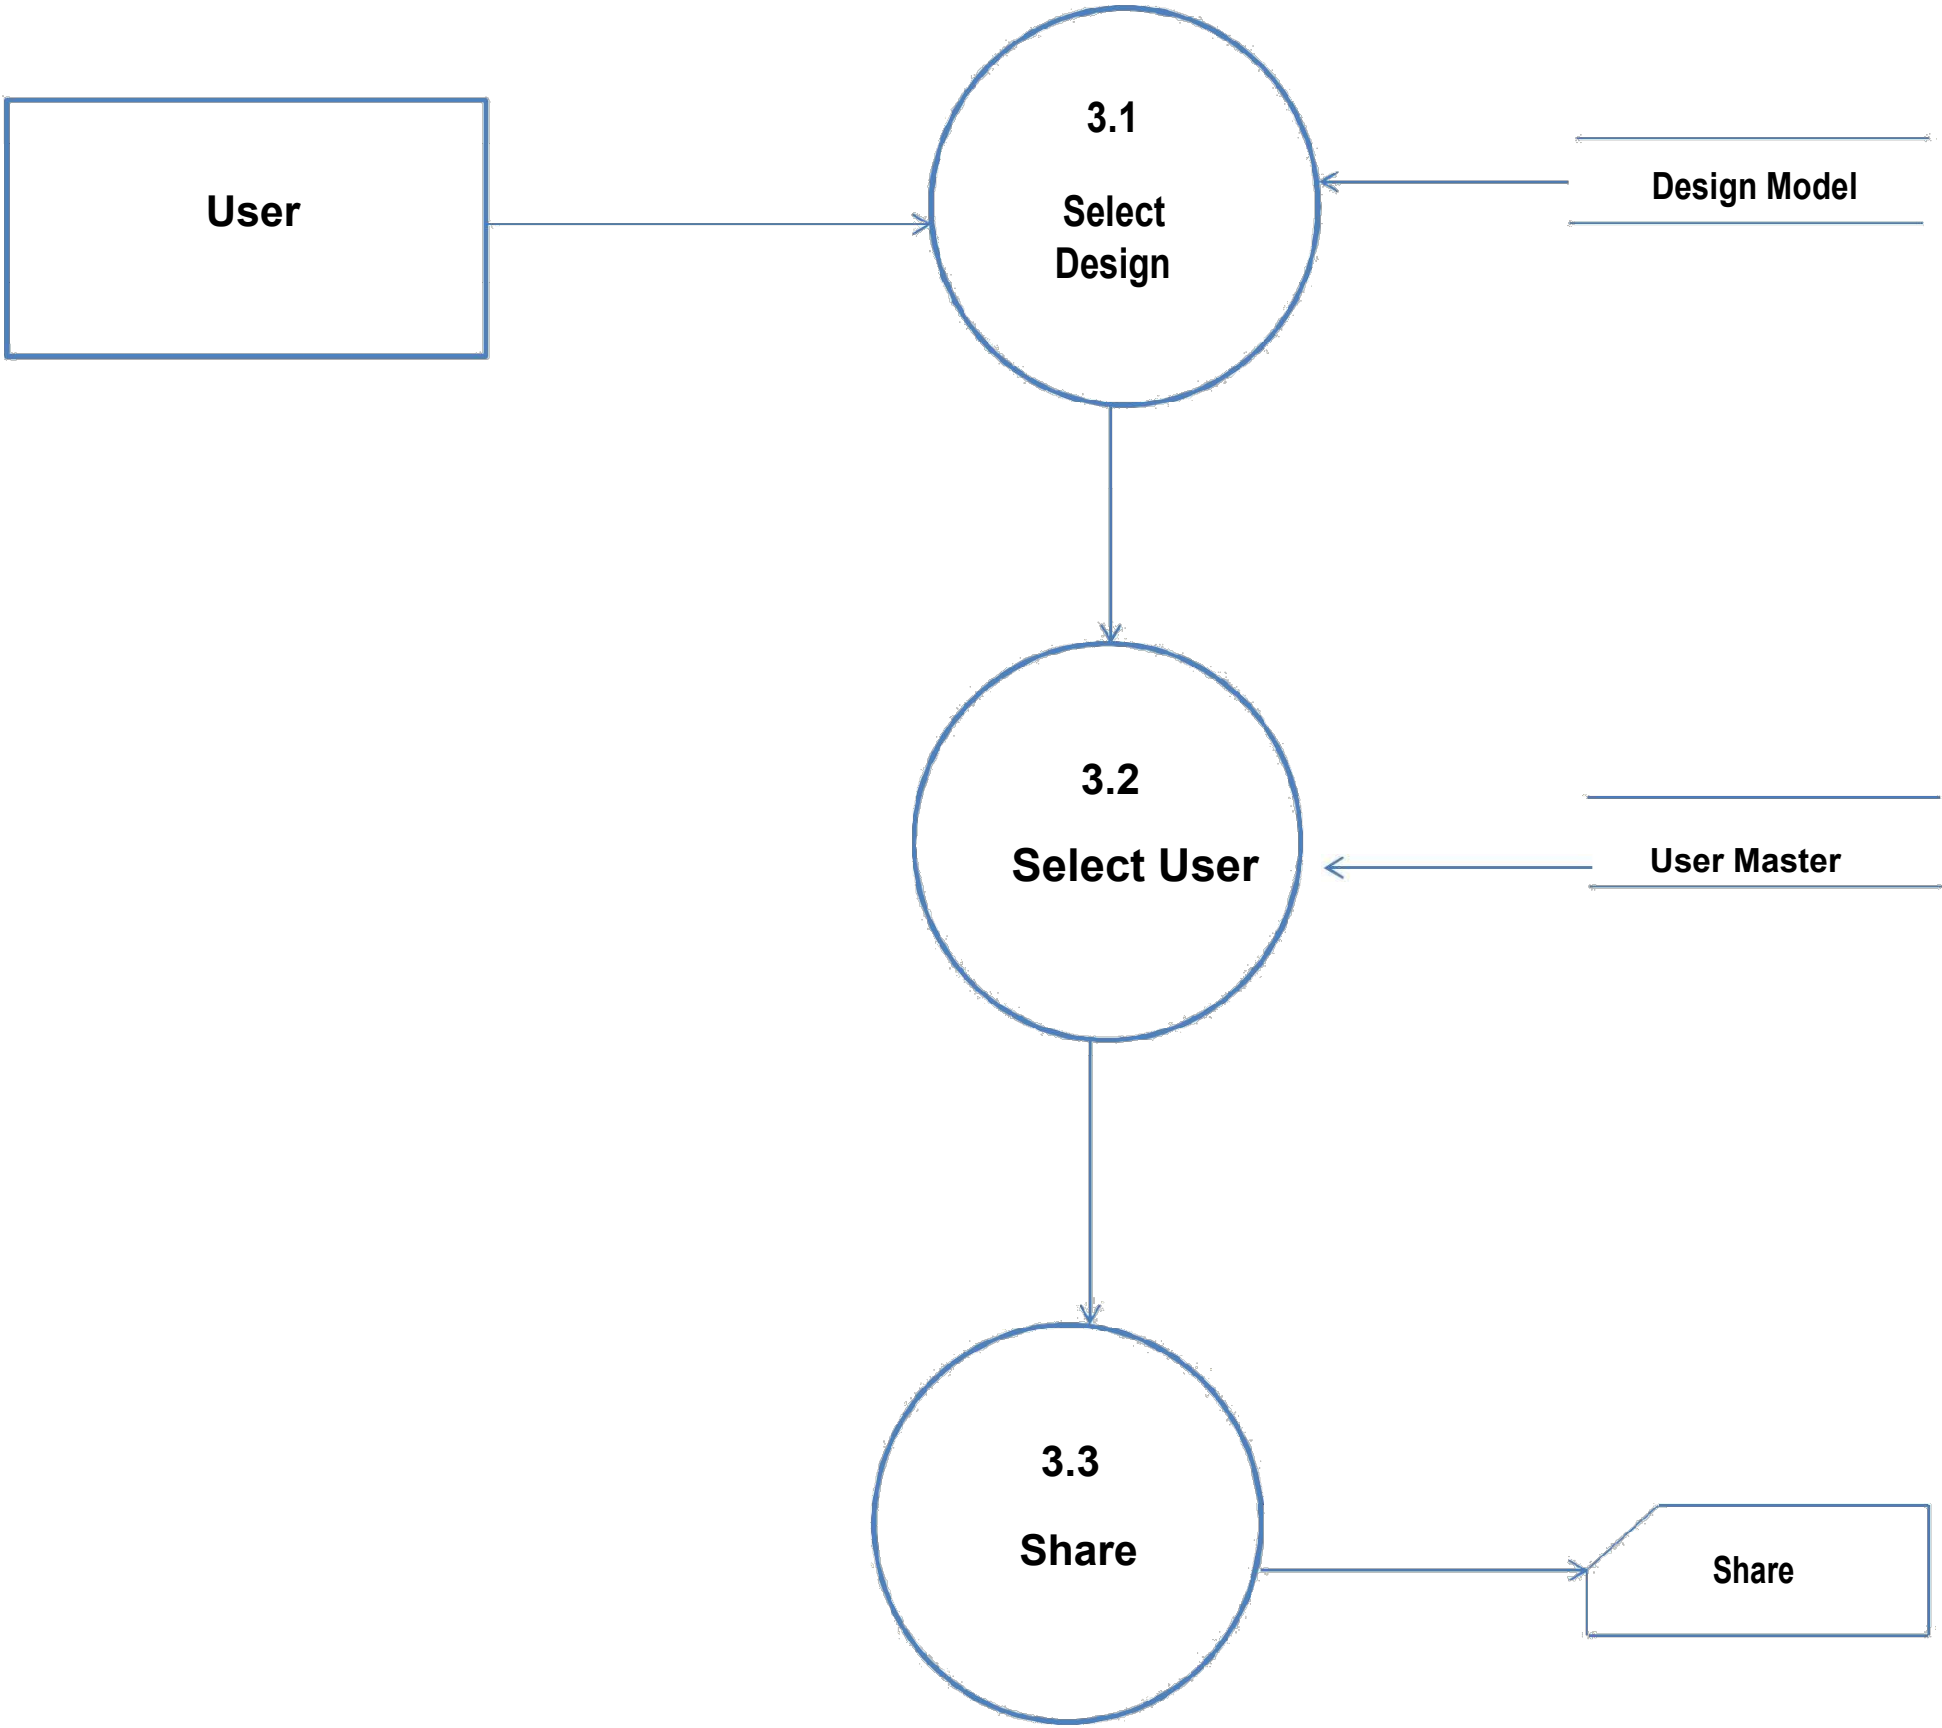 User
3.1
Select
Design
Design Model
3.2
Select User
User Master
3.3
Share
Share